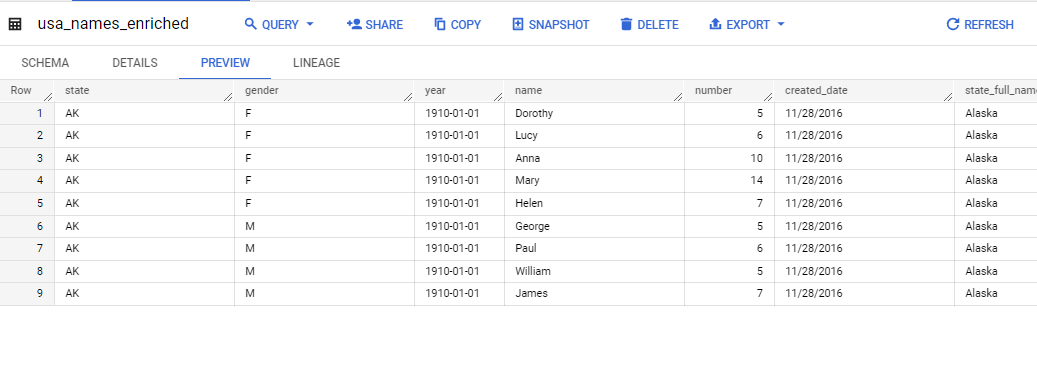 usa_names_enriched QUERY SHARE COPY SNAPSHOT DELETE EXPORT REFRESH
SCHEMA DETAILS PREVIEW LINEAGE
Row state gender year name number created_date state_full_name
1 AK F 1910-01-01 Dorothy 5 11/28/2016 Alaska
2 AK F 1910-01-01 Lucy 6 11/28/2016 Alaska
3 AK F 1910-01-01 Anna 10 11/28/2016 Alaska
4 AK F 1910-01-01 Mary 14 11/28/2016 Alaska
5 AK F 1910-01-01 Helen 7 11/28/2016 Alaska
6 AK M 1910-01-01 George 5 11/28/2016 Alaska
7 AK M 1910-01-01 Paul 6 11/28/2016 Alaska
8 AK M 1910-01-01 William 5 11/28/2016 Alaska
9 AK M 1910-01-01 James 7 11/28/2016 Alaska